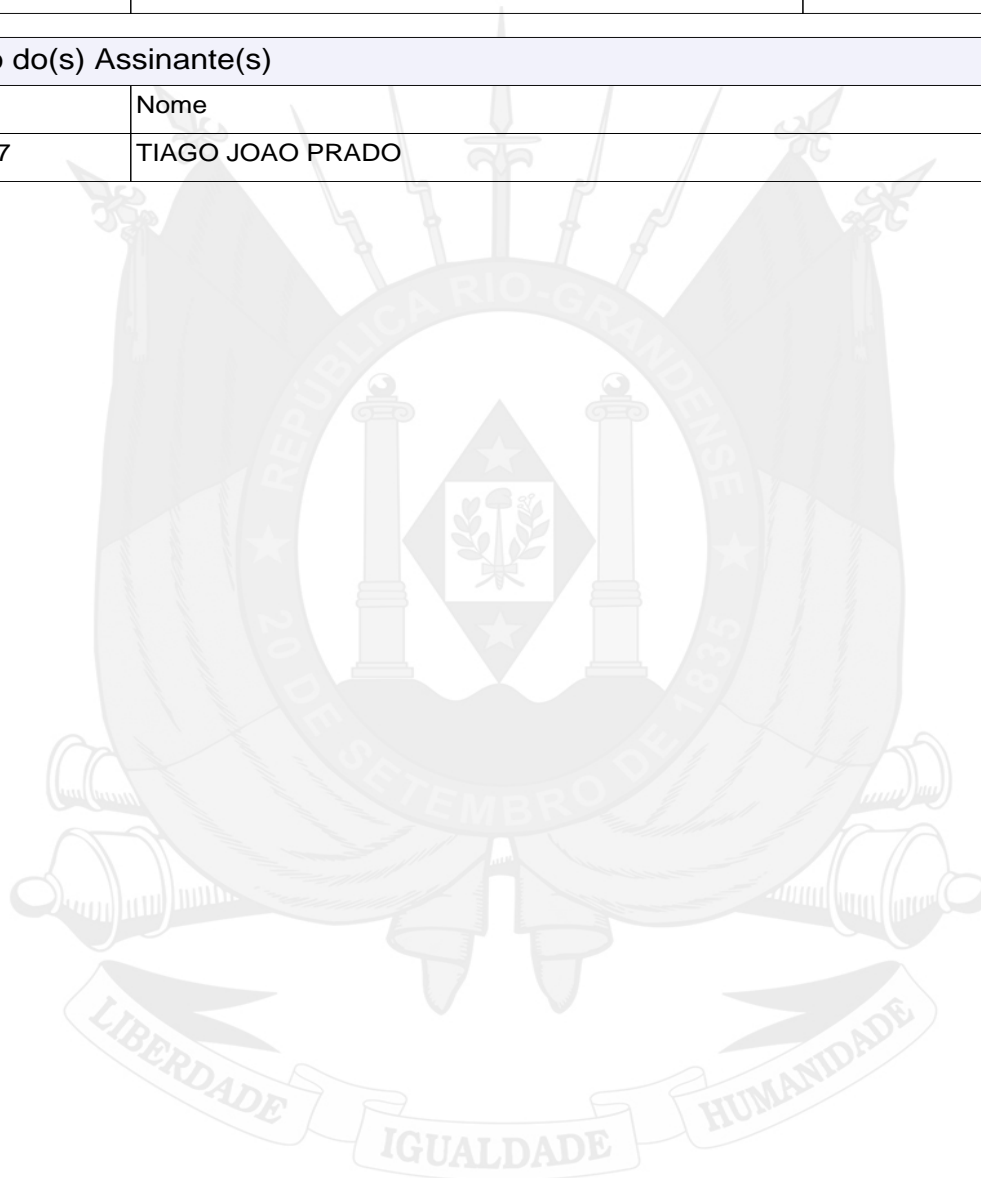 o do(s) Assinante(s)
Nome
7 TIAGO JOAO PRADO
REPÚBLICA RIO-GRANDENSE
20 DE SETEMBRO DE 1835
LIBERDADE IGUALDADE HUMANIDADE